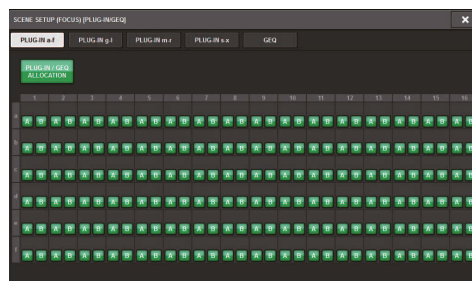 SCENE SETUP (FOCUS) [PLUG-IN/GEQ]
PLUG-IN a-f PLUG-IN g-l PLUG-IN m-r PLUG-IN s-x GEQ
PLUG-IN / GEQ
ALLOCATION
1 2 3 4 5 6 7 8 9 10 11 12 13 14 15 16
a
A B A B A B A B A B A B A B A B A B A B A B A B A B A B A B A B
b
A B A B A B A B A B A B A B A B A B A B A B A B A B A B A B A B
c
A B A B A B A B A B A B A B A B A B A B A B A B A B A B A B A B
d
A B A B A B A B A B A B A B A B A B A B A B A B A B A B A B A B
e
A B A B A B A B A B A B A B A B A B A B A B A B A B A B A B A B
f
A B A B A B A B A B A B A B A B A B A B A B A B A B A B A B A B